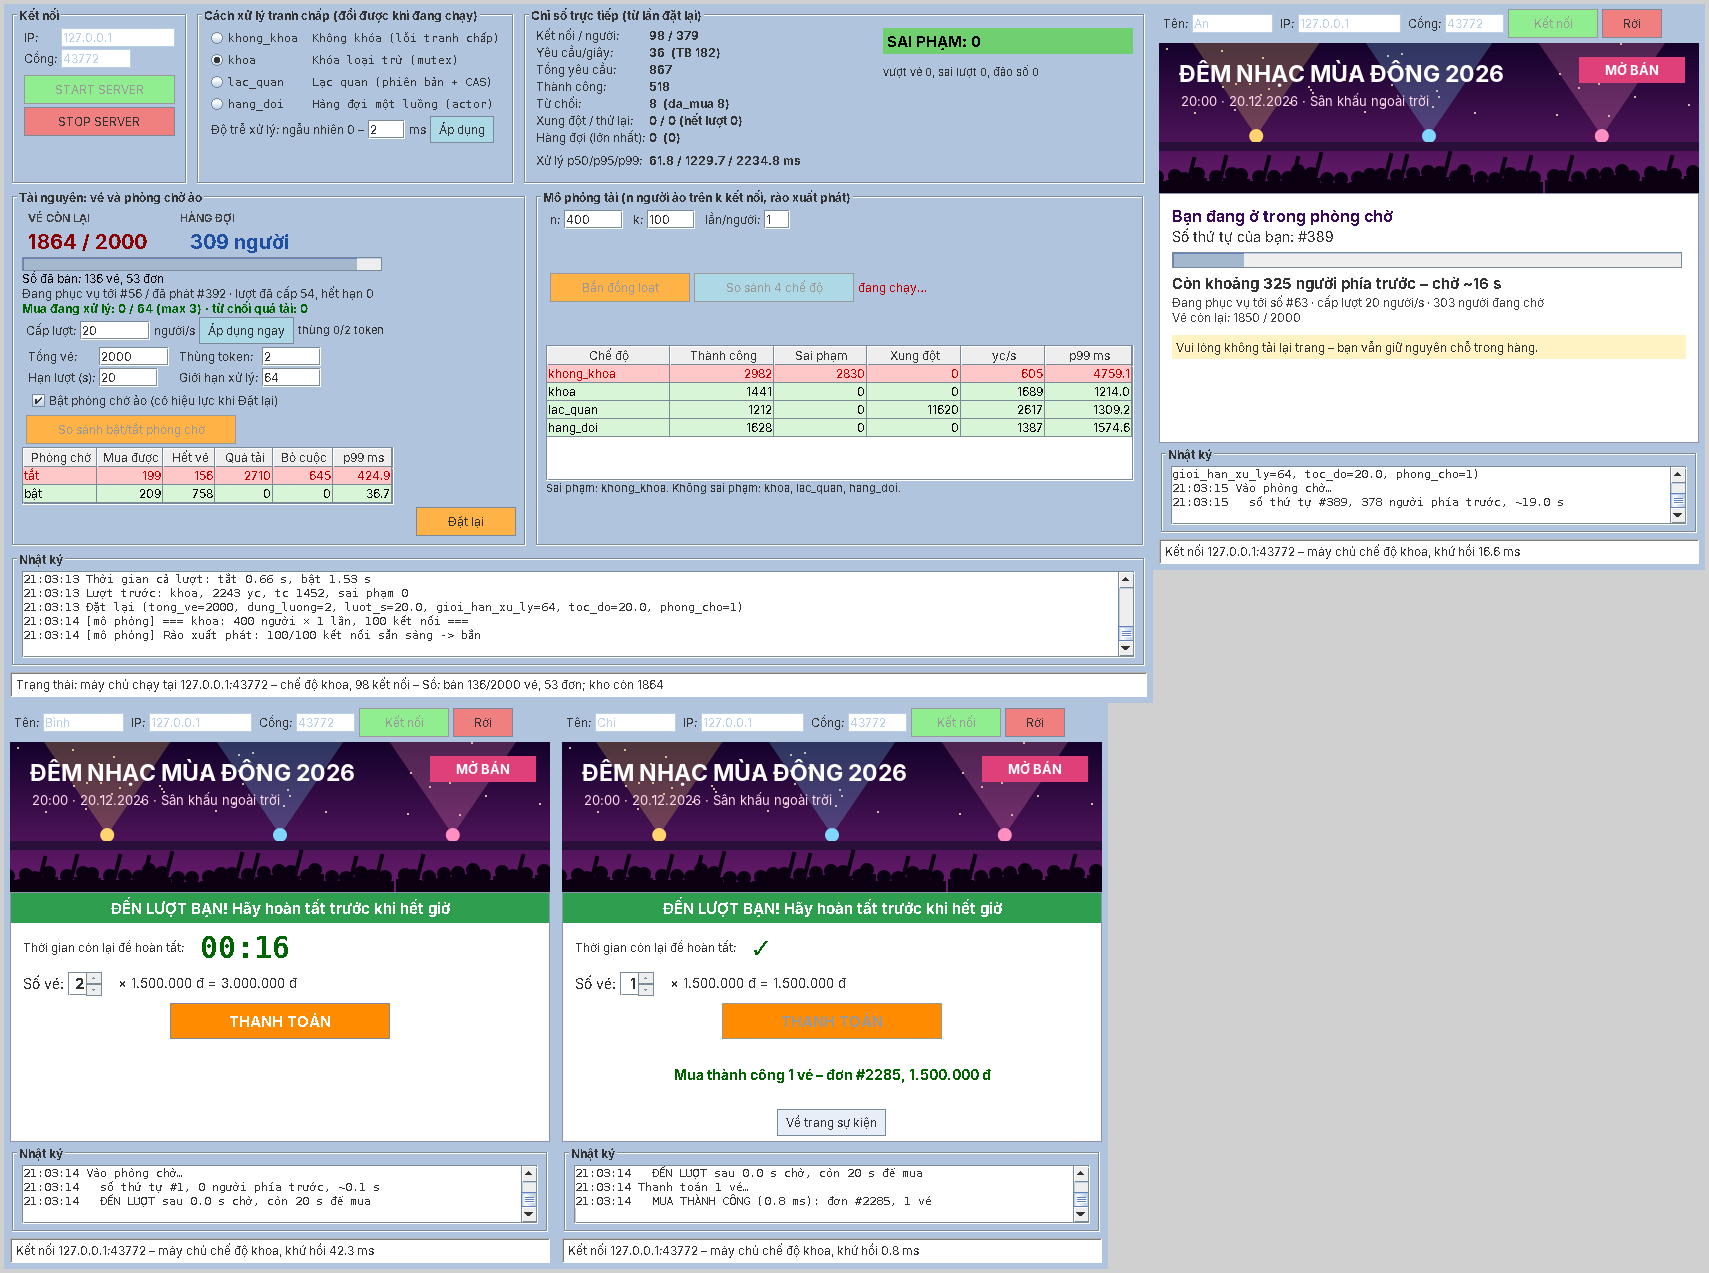 Kết nối
IP: 127.0.0.1
Cổng: 43772
START SERVER
STOP SERVER
Cách xử lý tranh chấp (đổi được khi đang chạy)
khong_khoa Không khóa (lỗi tranh chấp)
khoa Khóa loại trừ (mutex)
lac_quan Lạc quan (phiên bản + CAS)
hang_doi Hàng đợi một luồng (actor)
Độ trễ xử lý: ngẫu nhiên 0 – 2 ms Áp dụng
Chỉ số trực tiếp (từ lần đặt lại)
Kết nối / người: 98 / 379
Yêu cầu/giây: 36 (TB 182)
Tổng yêu cầu: 867
Thành công: 518
Từ chối: 8 (da_mua 8)
Xung đột / thử lại: 0 / 0 (hết lượt 0)
Hàng đợi (lớn nhất): 0 (0)
Xử lý p50/p95/p99: 61.8 / 1229.7 / 2234.8 ms
SAI PHẠM: 0
vượt vé 0, sai lượt 0, đảo số 0
Tài nguyên: vé và phòng chờ ảo
VÉ CÒN LẠI HÀNG ĐỢI
1864 / 2000 309 người
Số đã bán: 136 vé, 53 đơn
Đang phục vụ tới #56 / đã phát #392 · lượt đã cấp 54, hết hạn 0
Mua đang xử lý: 0 / 64 (max 3) · từ chối quá tải: 0
Cấp lượt: 20 người/s Áp dụng ngay thùng 0/2 token
Tổng vé: 2000 Thùng token: 2
Hạn lượt (s): 20 Giới hạn xử lý: 64
Bật phòng chờ ảo (có hiệu lực khi Đặt lại)
So sánh bật/tắt phòng chờ
Phòng chờ Mua được Hết vé Quá tải Bỏ cuộc p99 ms
tắt 199 156 2710 645 424.9
bật 209 758 0 0 36.7
Đặt lại
Mô phỏng tải (n người ảo trên k kết nối, rào xuất phát)
n: 400 k: 100 lần/người: 1
Bắn đồng loạt So sánh 4 chế độ đang chạy...
Chế độ Thành công Sai phạm Xung đột yc/s p99 ms
khong_khoa 2982 2830 0 605 4759.1
khoa 1441 0 0 1689 1214.0
lac_quan 1212 0 11620 2617 1309.2
hang_doi 1628 0 0 1387 1574.6
Sai phạm: khong_khoa. Không sai phạm: khoa, lac_quan, hang_doi.
Nhật ký
21:03:13 Thời gian cả lượt: tắt 0.66 s, bật 1.53 s
21:03:13 Lượt trước: khoa, 2243 yc, tc 1452, sai phạm 0
21:03:13 Đặt lại (tong_ve=2000, dung_luong=2, luot_s=20.0, gioi_han_xu_ly=64, toc_do=20.0, phong_cho=1)
21:03:14 [mô phỏng] === khoa: 400 người × 1 lần, 100 kết nối ===
21:03:14 [mô phỏng] Rào xuất phát: 100/100 kết nối sẵn sàng -> bắn
Trạng thái: máy chủ chạy tại 127.0.0.1:43772 – chế độ khoa, 98 kết nối – Sổ: bán 136/2000 vé, 53 đơn; kho còn 1864
Tên: An IP: 127.0.0.1 Cổng: 43772 Kết nối Rời
ĐÊM NHẠC MÙA ĐÔNG 2026
MỞ BÁN
20:00 · 20.12.2026 · Sân khấu ngoài trời
Bạn đang ở trong phòng chờ
Số thứ tự của bạn: #389
Còn khoảng 325 người phía trước – chờ ~16 s
Đang phục vụ tới số #63 · cấp lượt 20 người/s · 303 người đang chờ
Vé còn lại: 1850 / 2000
Vui lòng không tải lại trang – bạn vẫn giữ nguyên chỗ trong hàng.
Nhật ký
gioi_han_xu_ly=64, toc_do=20.0, phong_cho=1)
21:03:15 Vào phòng chờ…
21:03:15 số thứ tự #389, 378 người phía trước, ~19.0 s
Kết nối 127.0.0.1:43772 – máy chủ chế độ khoa, khứ hồi 16.6 ms
Tên: Bình IP: 127.0.0.1 Cổng: 43772 Kết nối Rời
ĐÊM NHẠC MÙA ĐÔNG 2026
MỞ BÁN
20:00 · 20.12.2026 · Sân khấu ngoài trời
ĐẾN LƯỢT BẠN! Hãy hoàn tất trước khi hết giờ
Thời gian còn lại để hoàn tất: 00:16
Số vé: 2 × 1.500.000 đ = 3.000.000 đ
THANH TOÁN
Nhật ký
21:03:14 Vào phòng chờ…
21:03:14 số thứ tự #1, 0 người phía trước, ~0.1 s
21:03:14 ĐẾN LƯỢT sau 0.0 s chờ, còn 20 s để mua
Kết nối 127.0.0.1:43772 – máy chủ chế độ khoa, khứ hồi 42.3 ms
Tên: Chi IP: 127.0.0.1 Cổng: 43772 Kết nối Rời
ĐÊM NHẠC MÙA ĐÔNG 2026
MỞ BÁN
20:00 · 20.12.2026 · Sân khấu ngoài trời
ĐẾN LƯỢT BẠN! Hãy hoàn tất trước khi hết giờ
Thời gian còn lại để hoàn tất: ✓
Số vé: 1 × 1.500.000 đ = 1.500.000 đ
THANH TOÁN
Mua thành công 1 vé – đơn #2285, 1.500.000 đ
Về trang sự kiện
Nhật ký
21:03:14 ĐẾN LƯỢT sau 0.0 s chờ, còn 20 s để mua
21:03:14 Thanh toán 1 vé…
21:03:14 MUA THÀNH CÔNG (0.8 ms): đơn #2285, 1 vé
Kết nối 127.0.0.1:43772 – máy chủ chế độ khoa, khứ hồi 0.8 ms